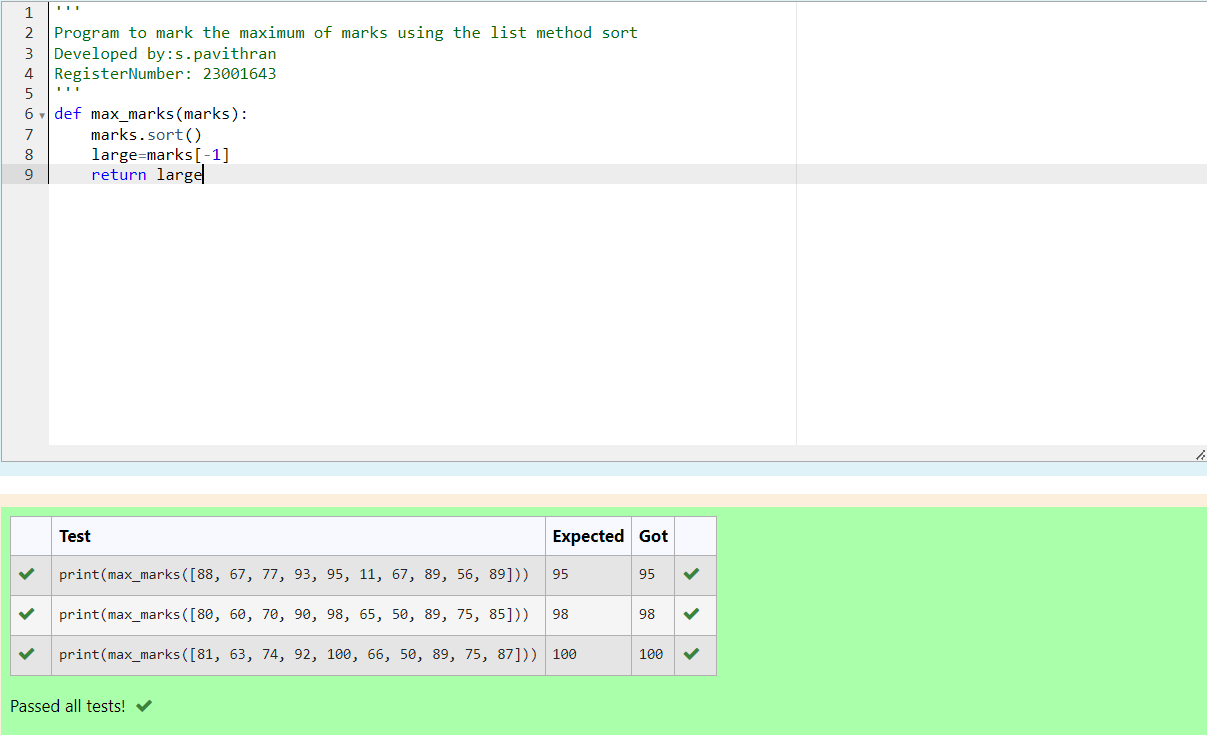 1 '''
2 Program to mark the maximum of marks using the list method sort
3 Developed by:s.pavithran
4 RegisterNumber: 23001643
5 '''
6 def max_marks(marks):
7     marks.sort()
8     large=marks[-1]
9     return large
Test Expected Got
print(max_marks([88, 67, 77, 93, 95, 11, 67, 89, 56, 89])) 95 95
print(max_marks([80, 60, 70, 90, 98, 65, 50, 89, 75, 85])) 98 98
print(max_marks([81, 63, 74, 92, 100, 66, 50, 89, 75, 87])) 100 100
Passed all tests!